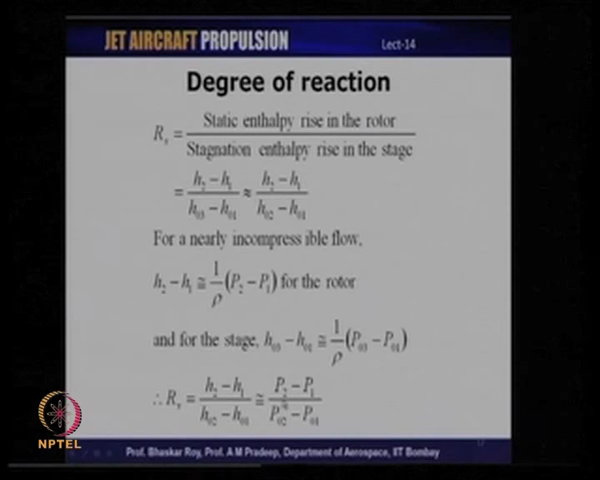 JET AIRCRAFT PROPULSION Lect-14
Degree of reaction
Rₓ = Static enthalpy rise in the rotor / Stagnation enthalpy rise in the stage
= (h₂ − h₁) / (h₀₃ − h₀₁) ≈ (h₂ − h₁) / (h₀₂ − h₀₁)
For a nearly incompress ible flow,
h₂ − h₁ ≅ 1/ρ (P₂ − P₁) for the rotor
and for the stage, h₀₃ − h₀₁ ≅ 1/ρ (P₀₃ − P₀₁)
∴ Rₓ = (h₂ − h₁) / (h₀₂ − h₀₁) ≅ (P₂ − P₁) / (P₀₂ − P₀₁)
NPTEL
Prof. Bhaskar Roy, Prof. A M Pradeep, Department of Aerospace, IIT Bombay